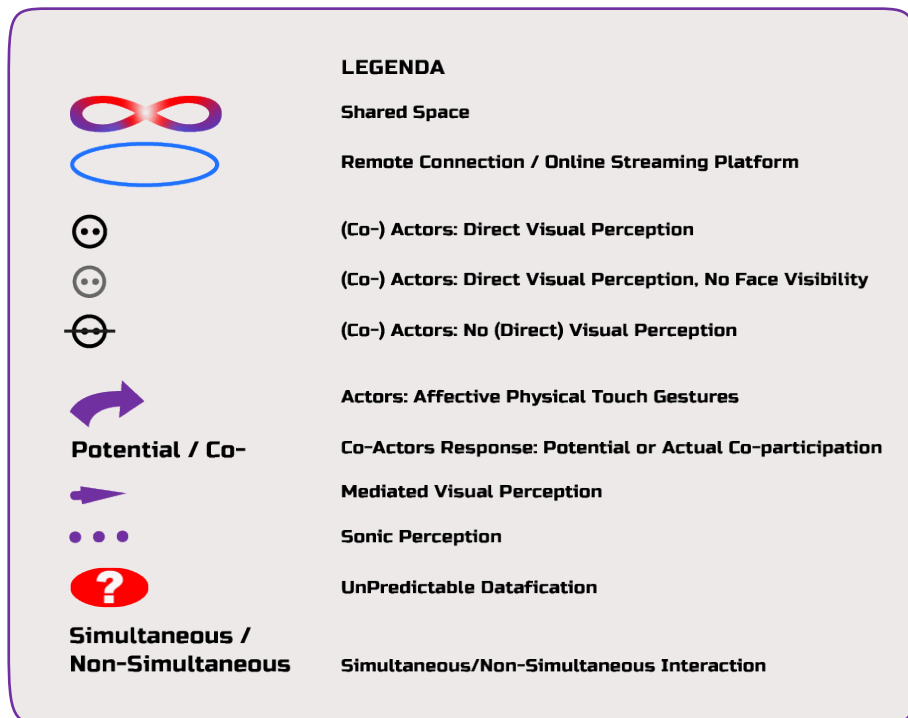 LEGENDA
Shared Space
Remote Connection / Online Streaming Platform
(Co-) Actors: Direct Visual Perception
(Co-) Actors: Direct Visual Perception, No Face Visibility
(Co-) Actors: No (Direct) Visual Perception
Actors: Affective Physical Touch Gestures
Potential / Co- Co-Actors Response: Potential or Actual Co-participation
Mediated Visual Perception
Sonic Perception
? UnPredictable Datafication
Simultaneous /
Non-Simultaneous Simultaneous/Non-Simultaneous Interaction